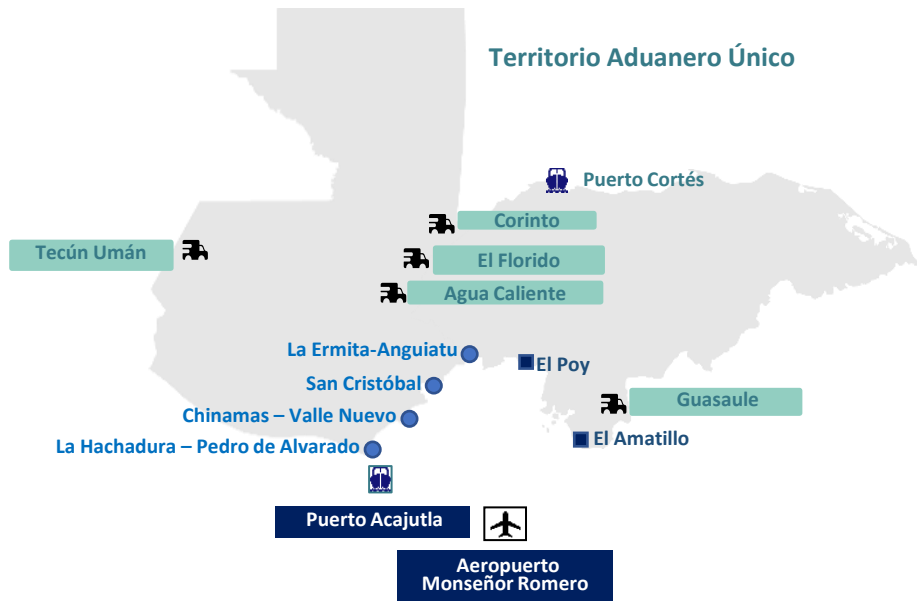 Territorio Aduanero Único
Puerto Cortés
Corinto
Tecún Umán
El Florido
Agua Caliente
La Ermita-Anguiatu
El Poy
San Cristóbal
Guasaule
Chinamas – Valle Nuevo
El Amatillo
La Hachadura – Pedro de Alvarado
Puerto Acajutla
Aeropuerto
Monseñor Romero